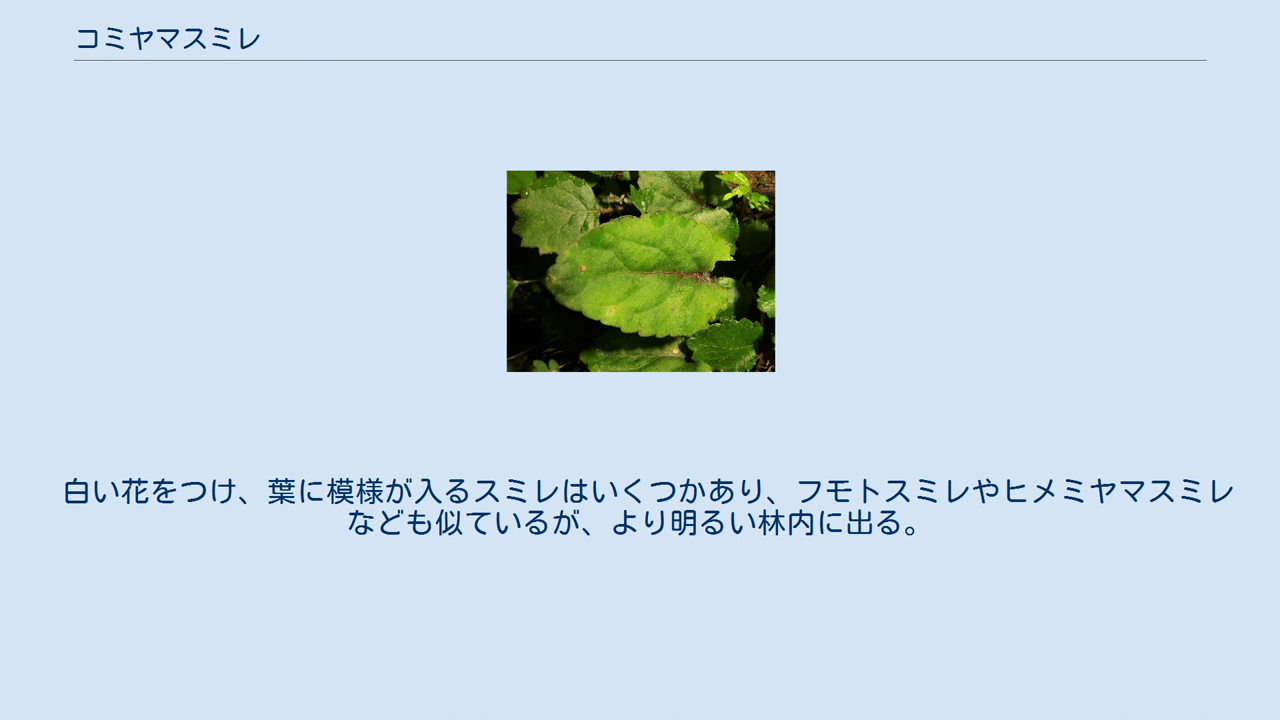 コミヤマスミレ
白い花をつけ、葉に模様が入るスミレはいくつかあり、フモトスミレやヒメミヤマスミレ
なども似ているが、より明るい林内に出る。